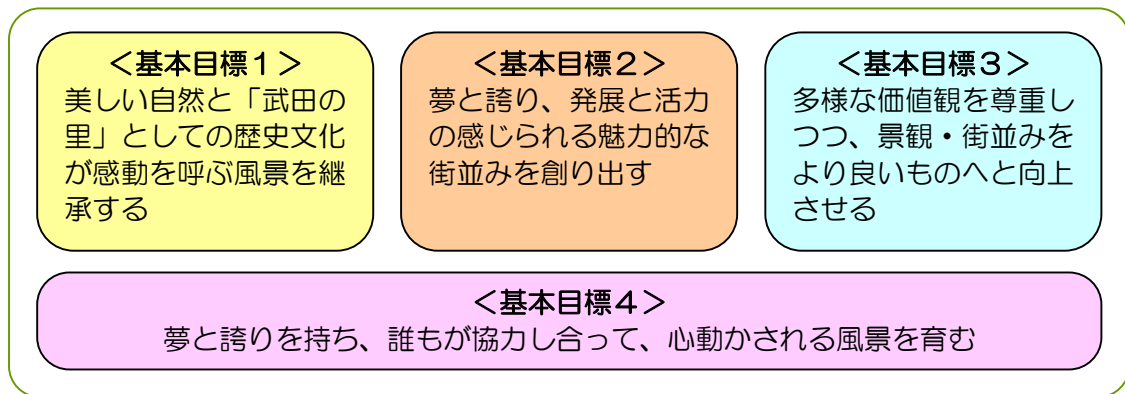 ＜基本目標１＞
美しい自然と「武田の
里」としての歴史文化
が感動を呼ぶ風景を継
承する
＜基本目標２＞
夢と誇り、発展と活力
の感じられる魅力的な
街並みを創り出す
＜基本目標３＞
多様な価値観を尊重し
つつ、景観・街並みを
より良いものへと向上
させる
＜基本目標４＞
夢と誇りを持ち、誰もが協力し合って、心動かされる風景を育む